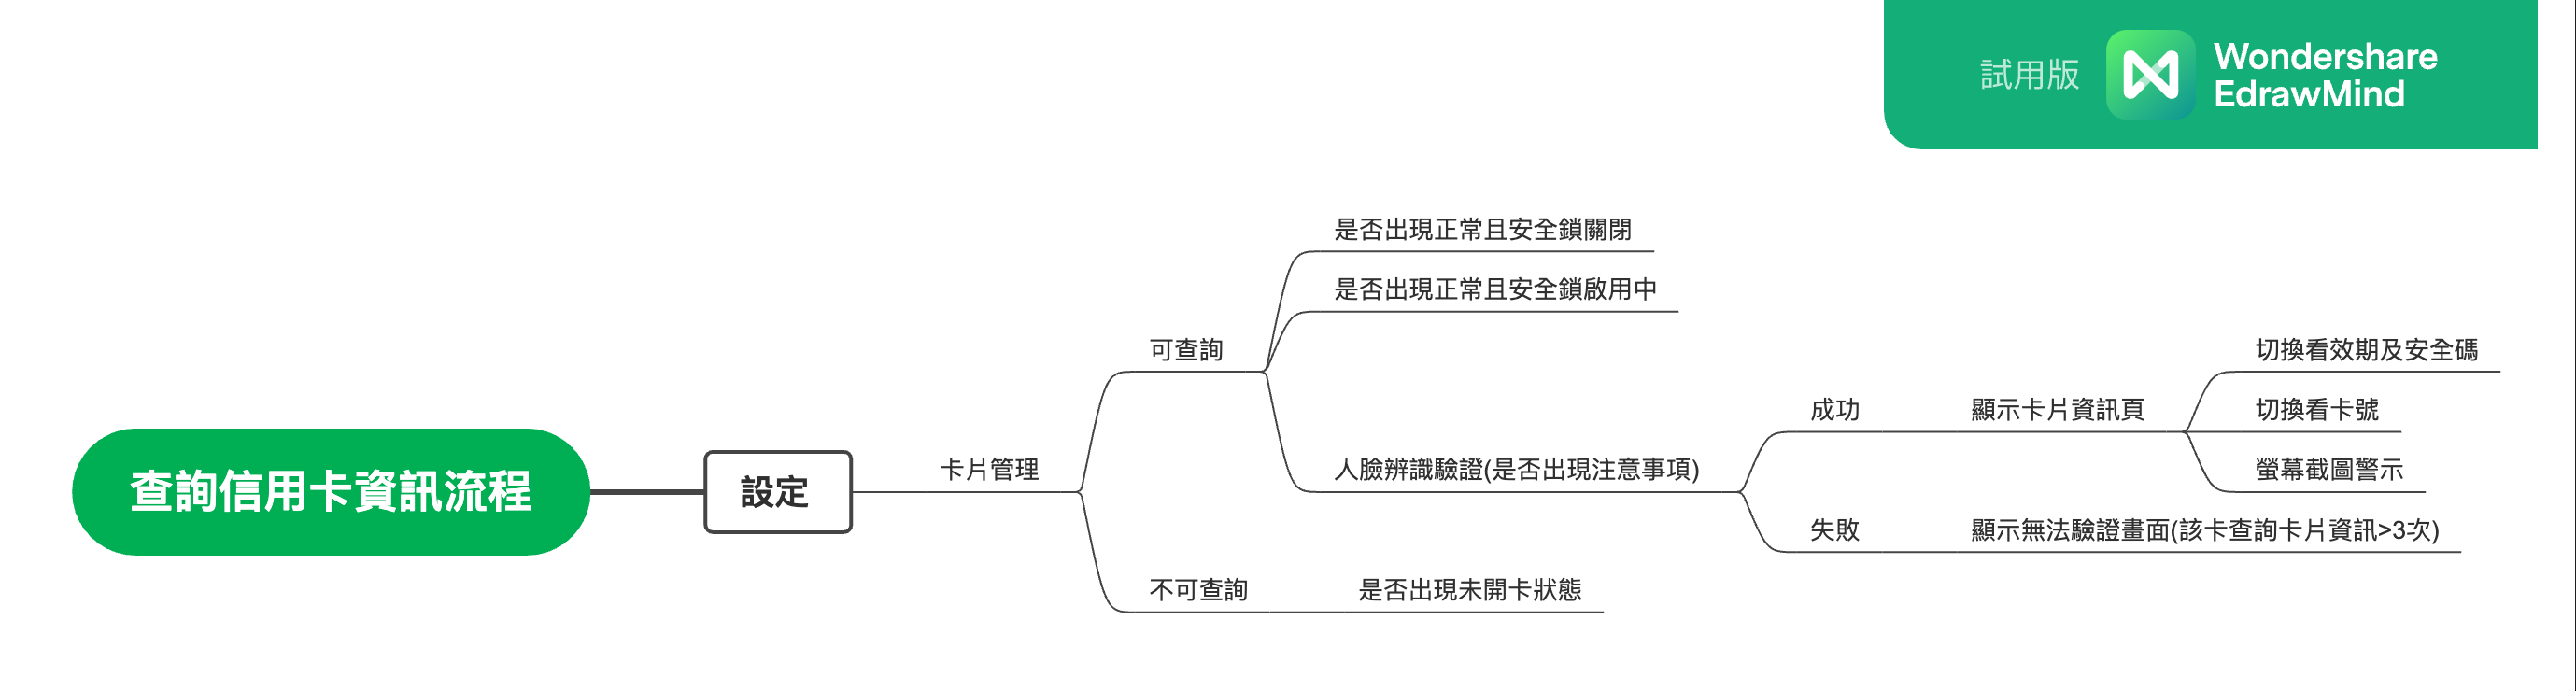 試用版
Wondershare
EdrawMind
是否出現正常且安全鎖關閉
是否出現正常且安全鎖啟用中
可查詢
切換看效期及安全碼
成功
顯示卡片資訊頁
切換看卡號
查詢信用卡資訊流程
設定
卡片管理
人臉辨識驗證(是否出現注意事項)
螢幕截圖警示
失敗
顯示無法驗證畫面(該卡查詢卡片資訊>3次)
不可查詢
是否出現未開卡狀態